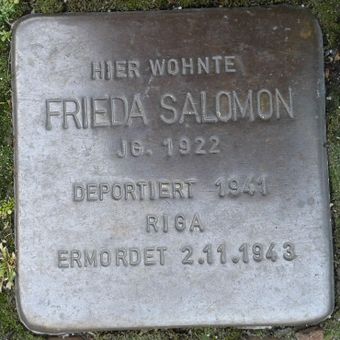 HIER WOHNTE
FRIEDA SALOMON
JG. 1922
DEPORTIERT 1941
RIGA
ERMORDET 2.11.1943